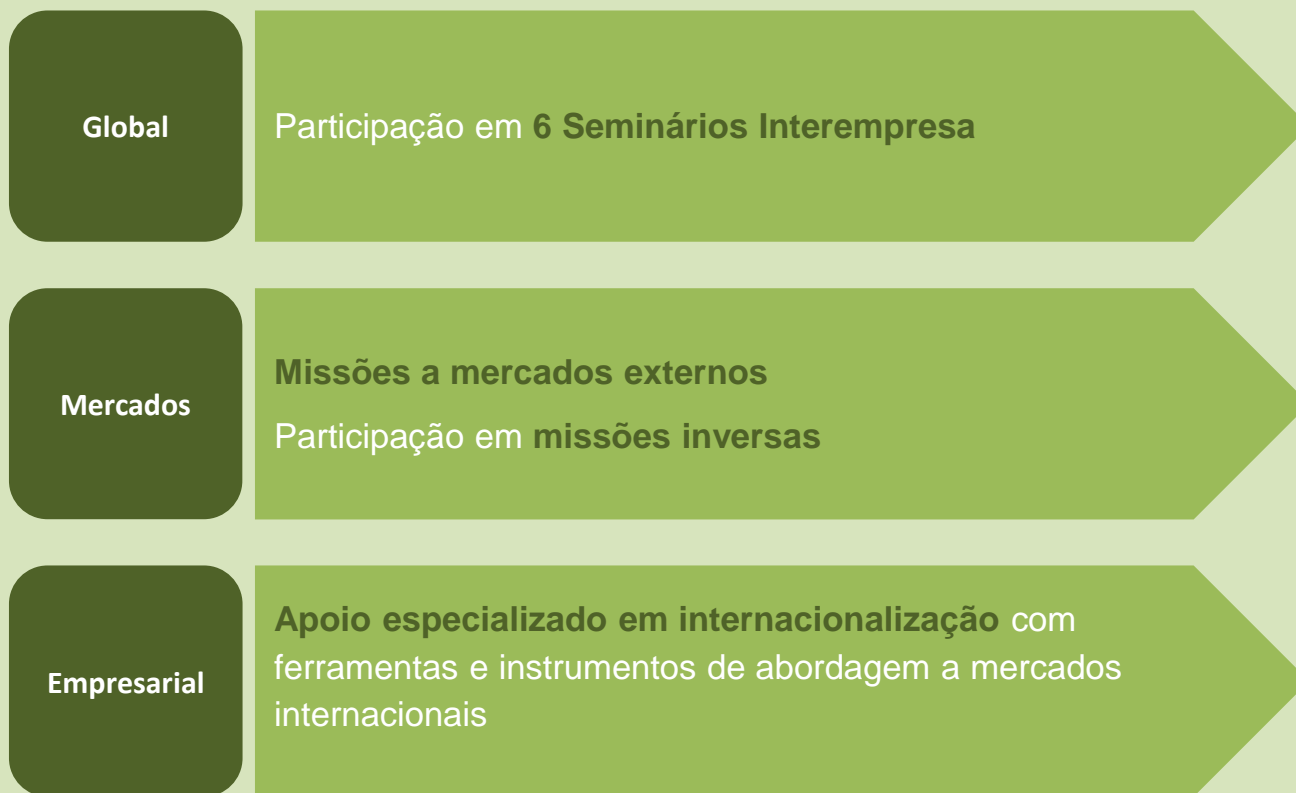 Global
Participação em 6 Seminários Interempresa
Mercados
Missões a mercados externos
Participação em missões inversas
Empresarial
Apoio especializado em internacionalização com
ferramentas e instrumentos de abordagem a mercados
internacionais